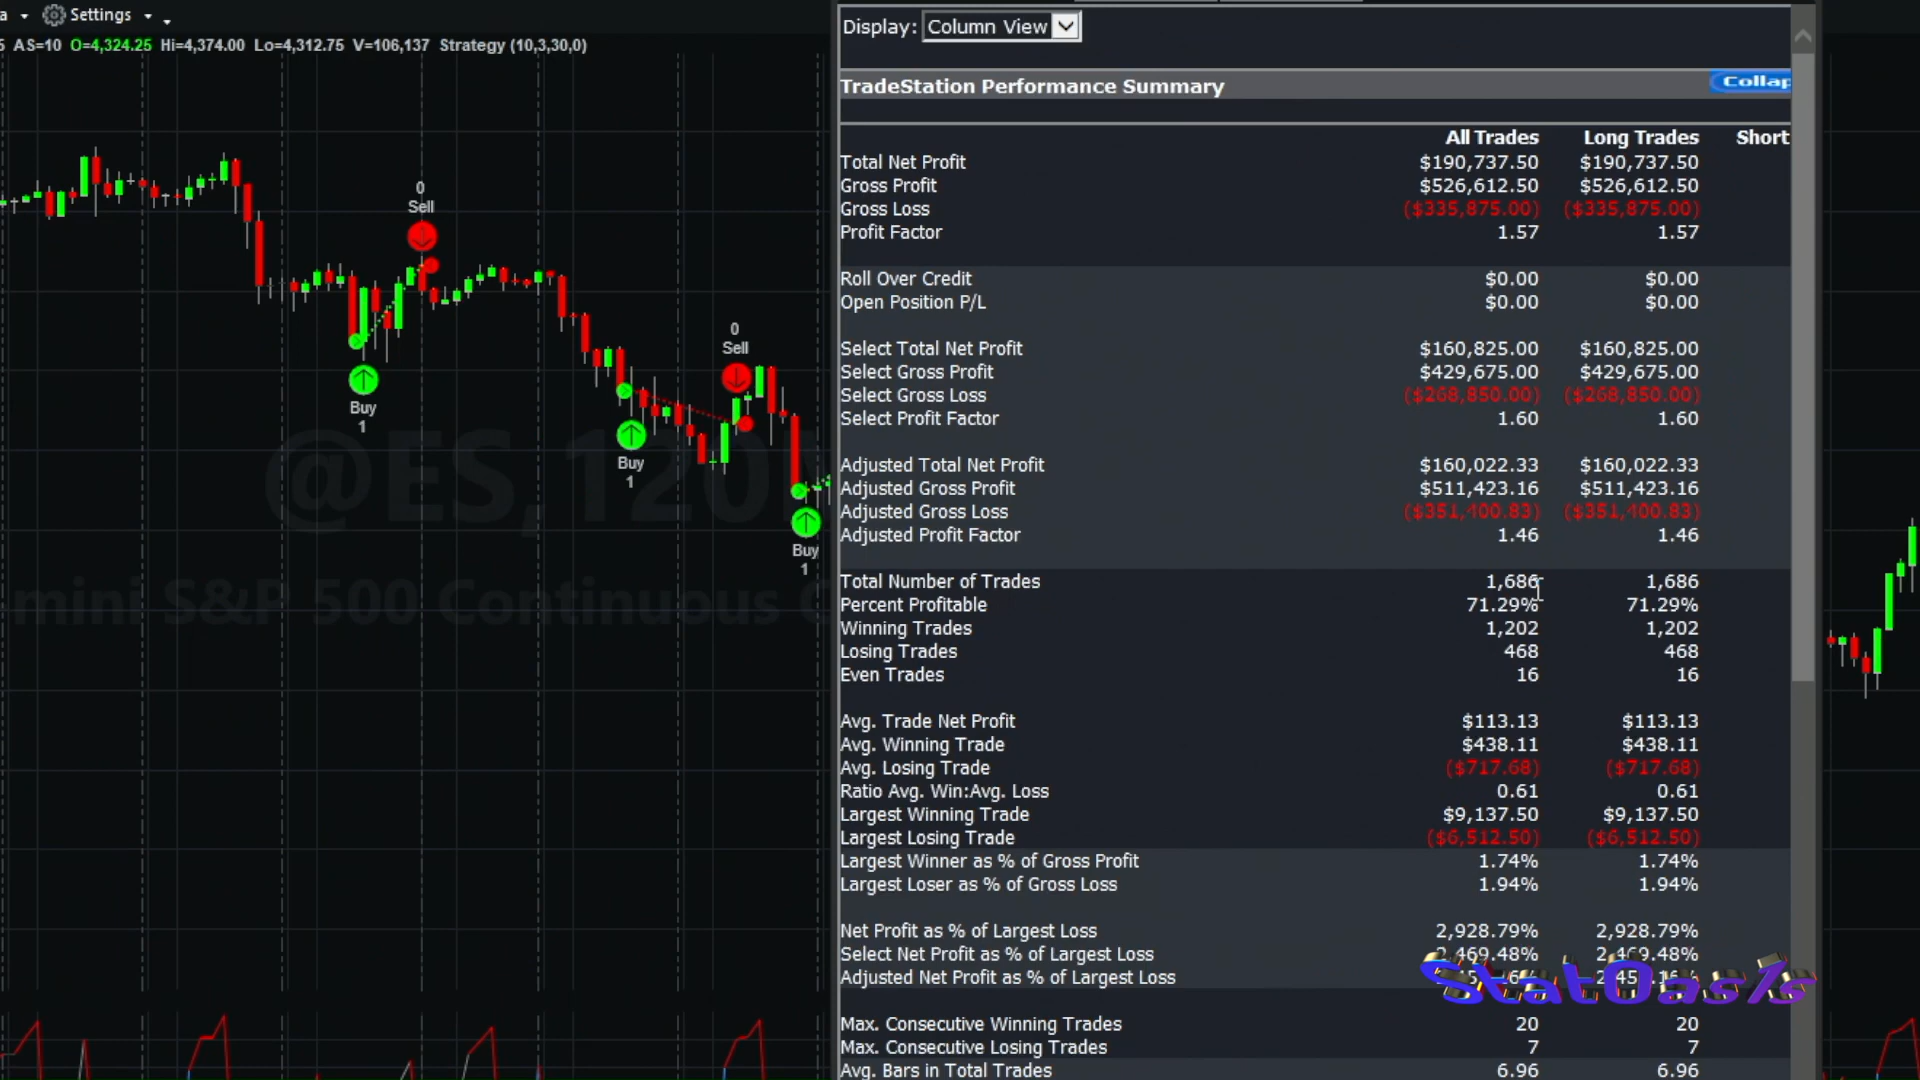 a Settings
5 AS=10 O=4,324.25 Hi=4,374.00 Lo=4,312.75 V=106,137 Strategy (10,3,30,0)
0
Sell
Buy
1
0
Sell
Buy
1
Buy
1
@ES,120
mini S&P 500 Continuous C
Display: Column View
TradeStation Performance Summary Collap
All Trades Long Trades Short
Total Net Profit $190,737.50 $190,737.50
Gross Profit $526,612.50 $526,612.50
Gross Loss ($335,875.00) ($335,875.00)
Profit Factor 1.57 1.57
Roll Over Credit $0.00 $0.00
Open Position P/L $0.00 $0.00
Select Total Net Profit $160,825.00 $160,825.00
Select Gross Profit $429,675.00 $429,675.00
Select Gross Loss ($268,850.00) ($268,850.00)
Select Profit Factor 1.60 1.60
Adjusted Total Net Profit $160,022.33 $160,022.33
Adjusted Gross Profit $511,423.16 $511,423.16
Adjusted Gross Loss ($351,400.83) ($351,400.83)
Adjusted Profit Factor 1.46 1.46
Total Number of Trades 1,686 1,686
Percent Profitable 71.29% 71.29%
Winning Trades 1,202 1,202
Losing Trades 468 468
Even Trades 16 16
Avg. Trade Net Profit $113.13 $113.13
Avg. Winning Trade $438.11 $438.11
Avg. Losing Trade ($717.68) ($717.68)
Ratio Avg. Win:Avg. Loss 0.61 0.61
Largest Winning Trade $9,137.50 $9,137.50
Largest Losing Trade ($6,512.50) ($6,512.50)
Largest Winner as % of Gross Profit 1.74% 1.74%
Largest Loser as % of Gross Loss 1.94% 1.94%
Net Profit as % of Largest Loss 2,928.79% 2,928.79%
Select Net Profit as % of Largest Loss 2,469.48% 2,469.48%
Adjusted Net Profit as % of Largest Loss
StatOasis
Max. Consecutive Winning Trades 20 20
Max. Consecutive Losing Trades 7 7
Avg. Bars in Total Trades 6.96 6.96